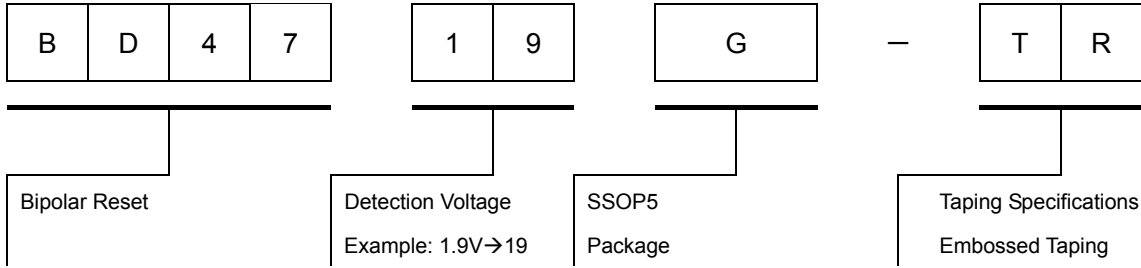 B D 4 7 1 9 G – T R
Bipolar Reset Detection Voltage SSOP5 Taping Specifications
Example: 1.9V→19 Package Embossed Taping